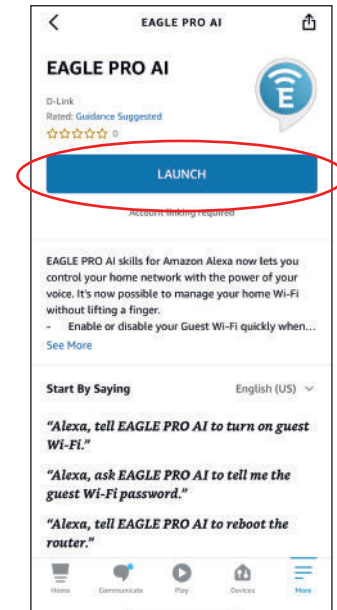 EAGLE PRO AI
EAGLE PRO AI
D-Link
Rated: Guidance Suggested
0
E
LAUNCH
Account linking required
EAGLE PRO AI skills for Amazon Alexa now lets you
control your home network with the power of your
voice. It's now possible to manage your home Wi-Fi
without lifting a finger.
- Enable or disable your Guest Wi-Fi quickly when...
See More
Start By Saying English (US)
"Alexa, tell EAGLE PRO AI to turn on guest
Wi-Fi."
"Alexa, ask EAGLE PRO AI to tell me the
guest Wi-Fi password."
"Alexa, tell EAGLE PRO AI to reboot the
router."
Home Communicate Play Devices More